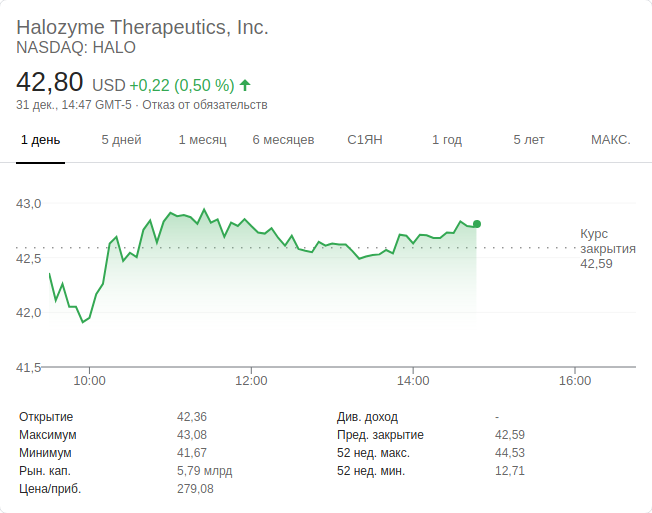 Halozyme Therapeutics, Inc.
NASDAQ: HALO
42,80 USD +0,22 (0,50 %)
31 дек., 14:47 GMT-5 · Отказ от обязательств
1 день 5 дней 1 месяц 6 месяцев С1ЯН 1 год 5 лет МАКС.
43,0
42,5
42,0
41,5
Курс
закрытия
42,59
10:00 12:00 14:00 16:00
Открытие 42,36 Див. доход -
Максимум 43,08 Пред. закрытие 42,59
Минимум 41,67 52 нед. макс. 44,53
Рын. кап. 5,79 млрд 52 нед. мин. 12,71
Цена/приб. 279,08